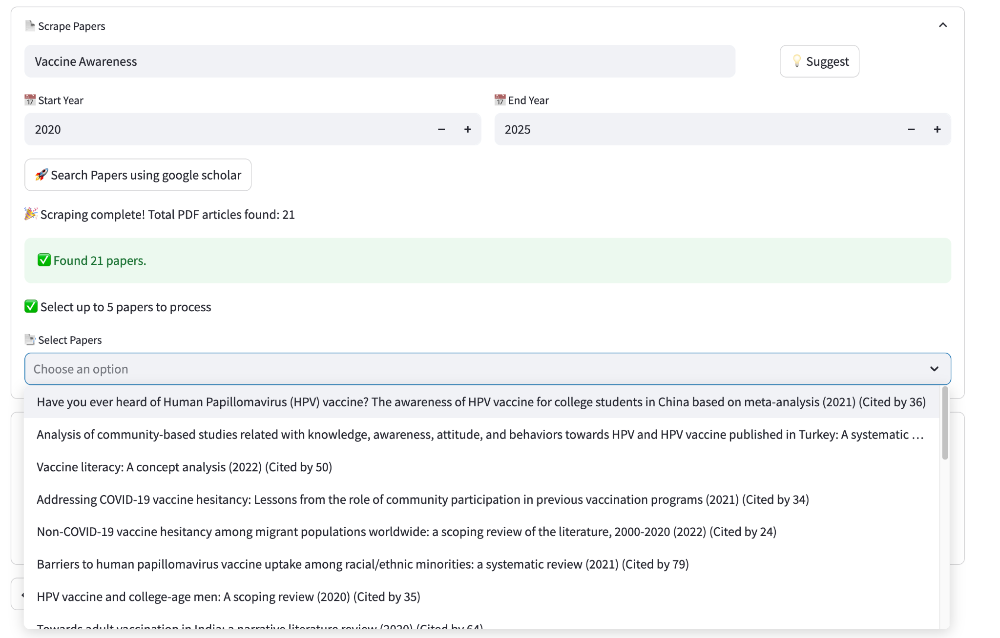 Scrape Papers
Vaccine Awareness
Suggest
Start Year
End Year
2020
2025
Search Papers using google scholar
Scraping complete! Total PDF articles found: 21
Found 21 papers.
Select up to 5 papers to process
Select Papers
Choose an option
Have you ever heard of Human Papillomavirus (HPV) vaccine? The awareness of HPV vaccine for college students in China based on meta-analysis (2021) (Cited by 36)
Analysis of community-based studies related with knowledge, awareness, attitude, and behaviors towards HPV and HPV vaccine published in Turkey: A systematic …
Vaccine literacy: A concept analysis (2022) (Cited by 50)
Addressing COVID-19 vaccine hesitancy: Lessons from the role of community participation in previous vaccination programs (2021) (Cited by 34)
Non-COVID-19 vaccine hesitancy among migrant populations worldwide: a scoping review of the literature, 2000-2020 (2022) (Cited by 24)
Barriers to human papillomavirus vaccine uptake among racial/ethnic minorities: a systematic review (2021) (Cited by 79)
HPV vaccine and college-age men: A scoping review (2020) (Cited by 35)
Towards adult vaccination in India: a narrative literature review (2020) (Cited by 64)